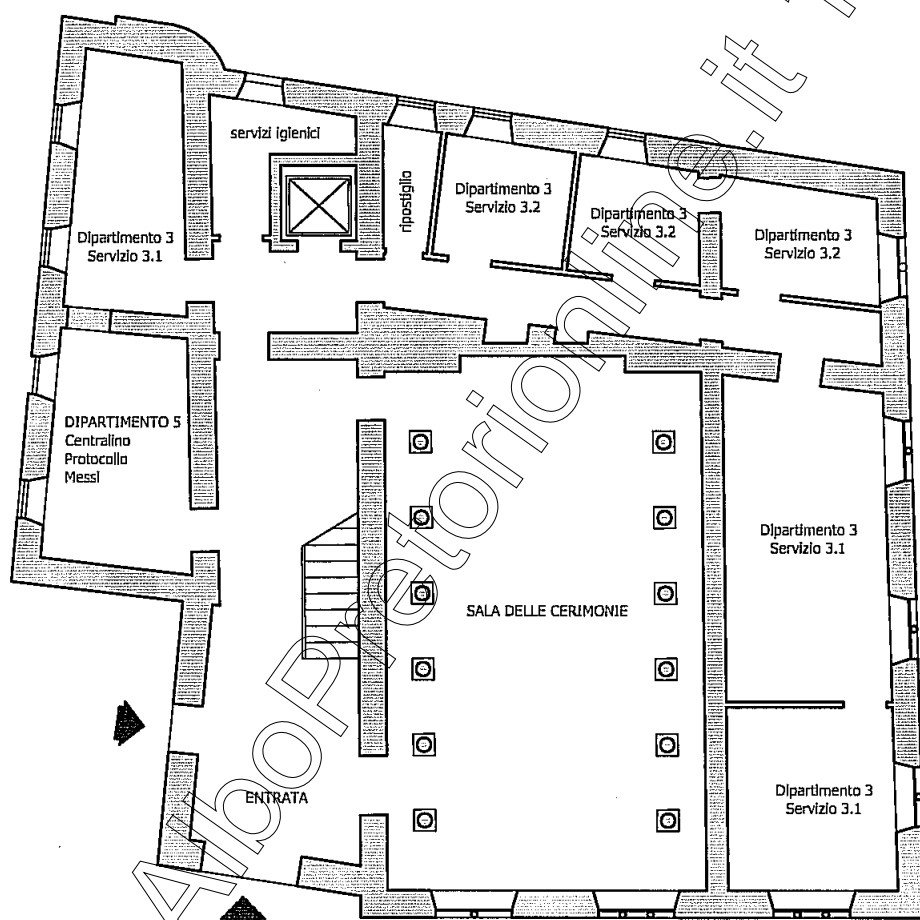 servizi igienici
ripostiglio
Dipartimento 3
Servizio 3.2
Dipartimento 3
Servizio 3.2
Dipartimento 3
Servizio 3.2
Dipartimento 3
Servizio 3.1
DIPARTIMENTO 5
Centralino
Protocollo
Messi
Dipartimento 3
Servizio 3.1
SALA DELLE CERIMONIE
Dipartimento 3
Servizio 3.1
ENTRATA
AlboPretorionline.it